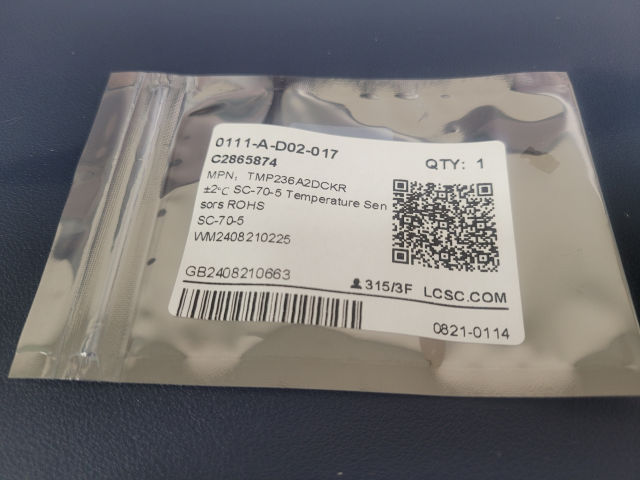 0111-A-D02-017
C2865874
QTY: 1
MPN: TMP236A2DCKR
±2℃ SC-70-5 Temperature Sen
sors ROHS
SC-70-5
WM2408210225
GB2408210663
315/3F LCSC.COM
0821-0114